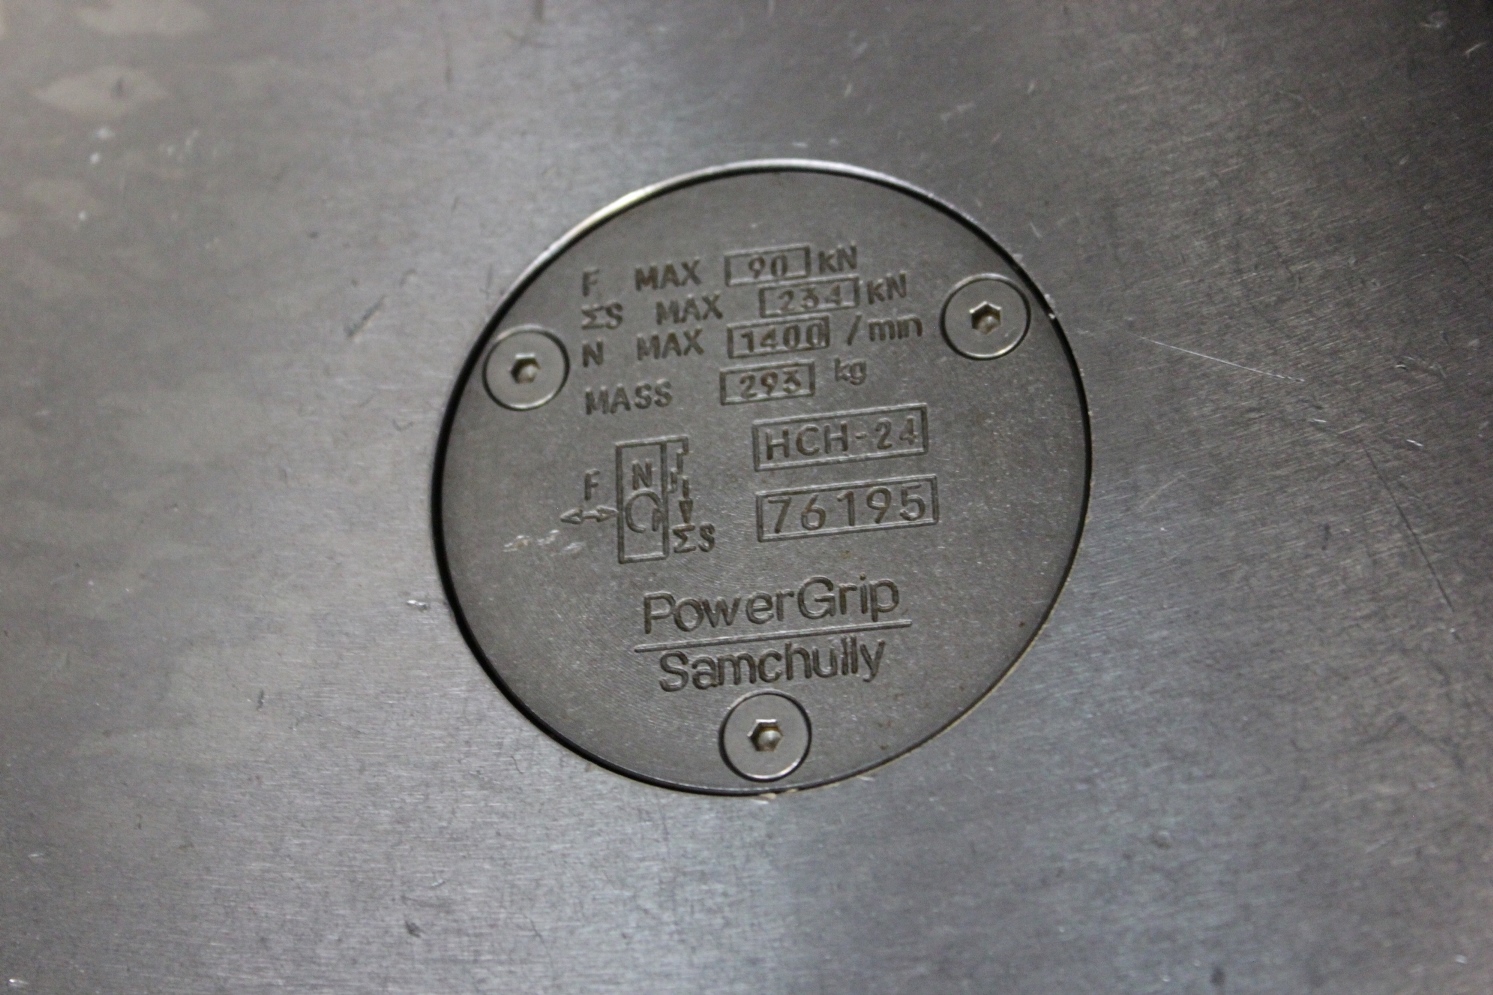 F MAX 90 kN
ΣS MAX 234 KN
N MAX 1400 /min
MASS 293 kg
HCH-24
F N
ΣS
76195
PowerGrip
Samchully